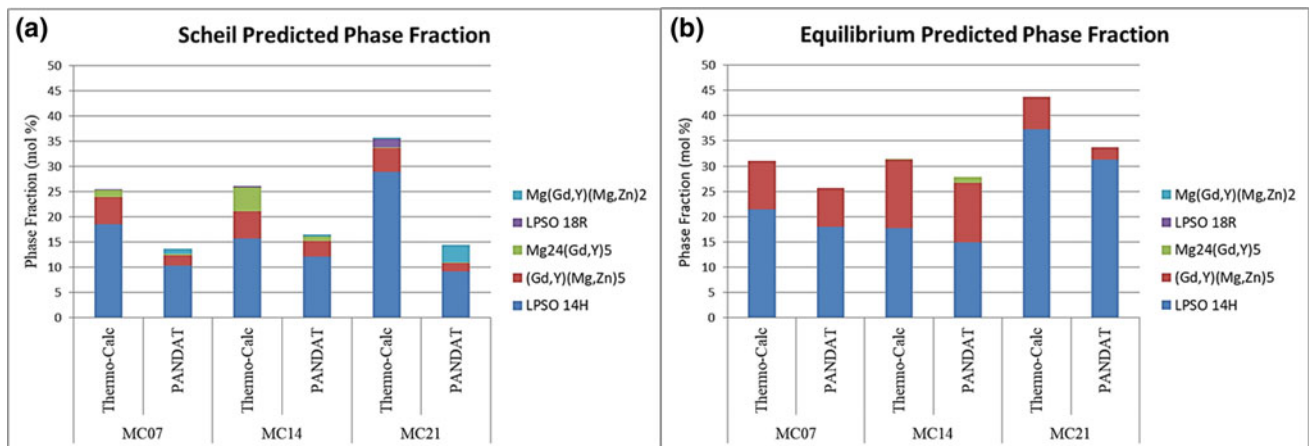 (a)
Scheil Predicted Phase Fraction
Phase Fraction (mol %)
50
45
40
35
30
25
20
15
10
5
0
Thermo-Calc
PANDAT
Thermo-Calc
PANDAT
Thermo-Calc
PANDAT
MC07
MC14
MC21
Mg(Gd,Y)(Mg,Zn)2
LPSO 18R
Mg24(Gd,Y)5
(Gd,Y)(Mg,Zn)5
LPSO 14H
(b)
Equilibrium Predicted Phase Fraction
Phase Fraction (mol %)
50
45
40
35
30
25
20
15
10
5
0
Thermo-Calc
PANDAT
Thermo-Calc
PANDAT
Thermo-Calc
PANDAT
MC07
MC14
MC21
Mg(Gd,Y)(Mg,Zn)2
LPSO 18R
Mg24(Gd,Y)5
(Gd,Y)(Mg,Zn)5
LPSO 14H